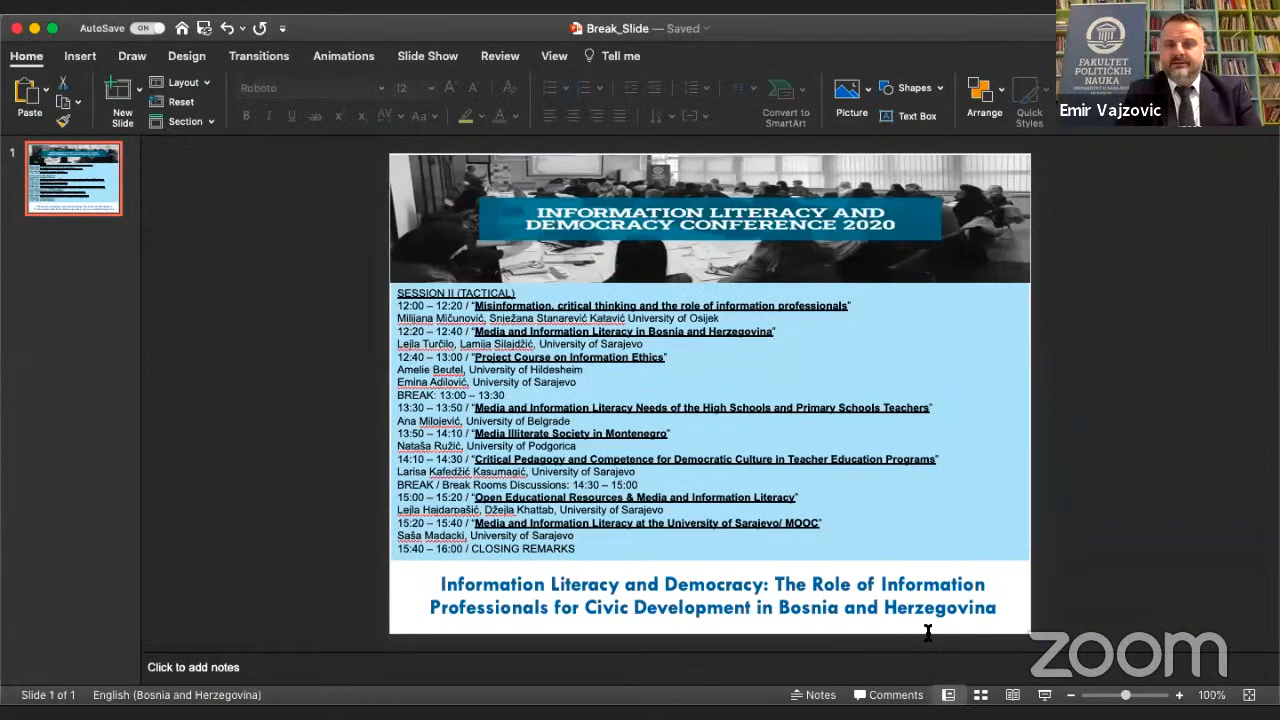 AutoSave ON
Break_Slide — Saved
Home Insert Draw Design Transitions Animations Slide Show Review View Tell me
Paste
New Slide
Layout
Reset
Section
Roboto 12
Convert to SmartArt
Picture
Shapes
Text Box
Arrange
Quick Styles
FAKULTET
POLITIČKIH
NAUKA
Emir Vajzovic
1
INFORMATION LITERACY AND
DEMOCRACY CONFERENCE 2020
SESSION II (TACTICAL)
12:00 – 12:20 / “Misinformation, critical thinking and the role of information professionals”
Milijana Mičunović, Snježana Stanarević Katavić University of Osijek
12:20 – 12:40 / “Media and Information Literacy in Bosnia and Herzegovina”
Lejla Turčilo, Lamija Silajdžić, University of Sarajevo
12:40 – 13:00 / “Project Course on Information Ethics”
Amelie Beutel, University of Hildesheim
Emina Adilović, University of Sarajevo
BREAK: 13:00 – 13:30
13:30 – 13:50 / “Media and Information Literacy Needs of the High Schools and Primary Schools Teachers”
Ana Milojević, University of Belgrade
13:50 – 14:10 / “Media Illiterate Society in Montenegro”
Nataša Ružić, University of Podgorica
14:10 – 14:30 / “Critical Pedagogy and Competence for Democratic Culture in Teacher Education Programs”
Larisa Kafedžić Kasumagić, University of Sarajevo
BREAK / Break Rooms Discussions: 14:30 – 15:00
15:00 – 15:20 / “Open Educational Resources & Media and Information Literacy”
Lejla Hajdarpašić, Džejla Khattab, University of Sarajevo
15:20 – 15:40 / “Media and Information Literacy at the University of Sarajevo/ MOOC”
Saša Madacki, University of Sarajevo
15:40 – 16:00 / CLOSING REMARKS
Information Literacy and Democracy: The Role of Information
Professionals for Civic Development in Bosnia and Herzegovina
zoom
Click to add notes
Slide 1 of 1 English (Bosnia and Herzegovina) Notes Comments 100%